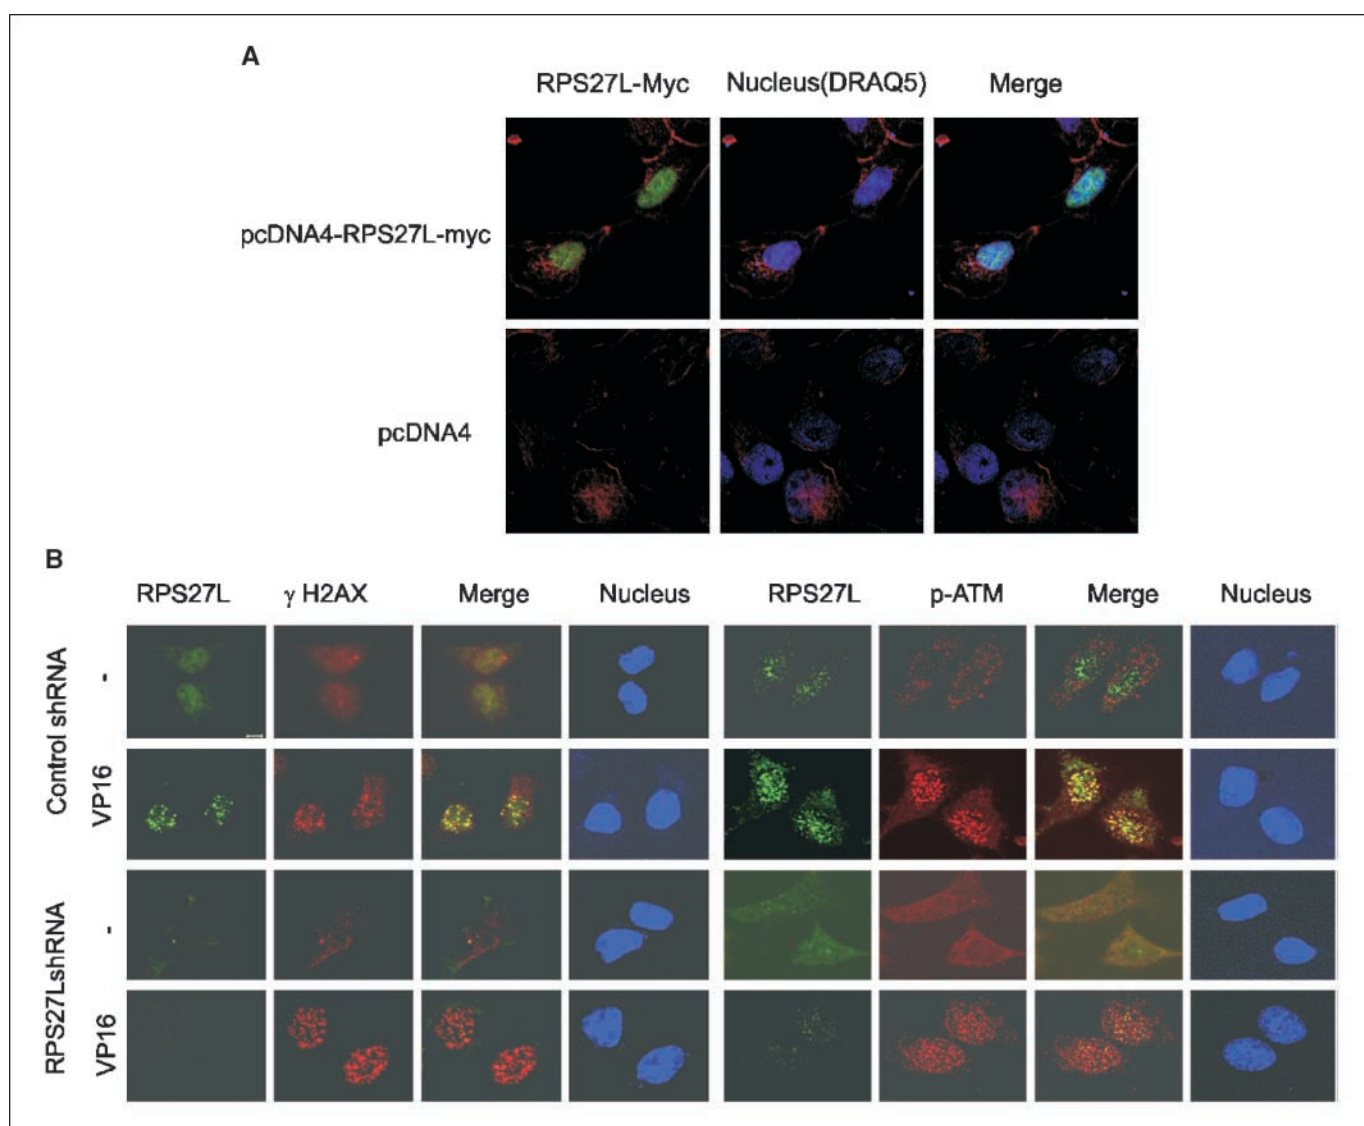 A
RPS27L-Myc Nucleus(DRAQ5) Merge
pcDNA4-RPS27L-myc
pcDNA4
B
RPS27L γ H2AX Merge Nucleus RPS27L p-ATM Merge Nucleus
Control shRNA
-
VP16
RPS27LshRNA
-
VP16